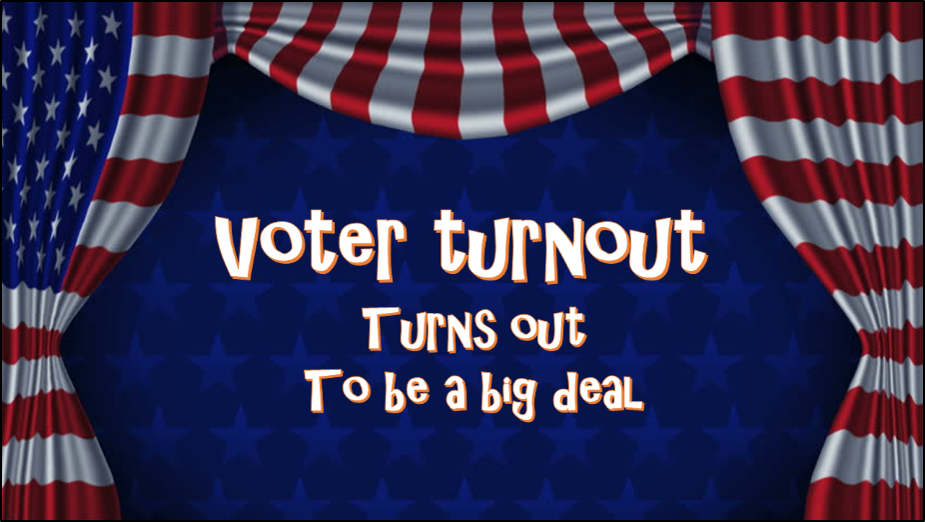 Voter turnout
Turns out
To be a big deal